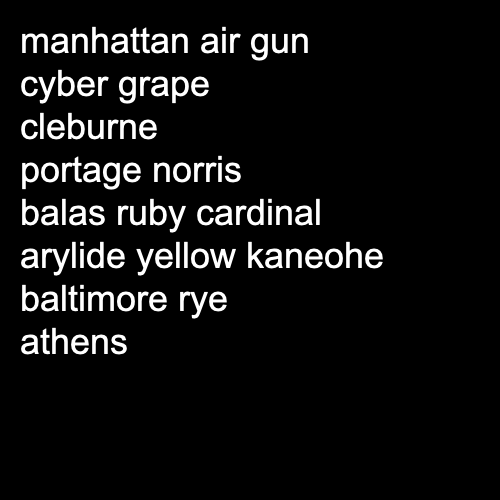 manhattan air gun
cyber grape
cleburne
portage norris
balas ruby cardinal
arylide yellow kaneohe
baltimore rye
athens